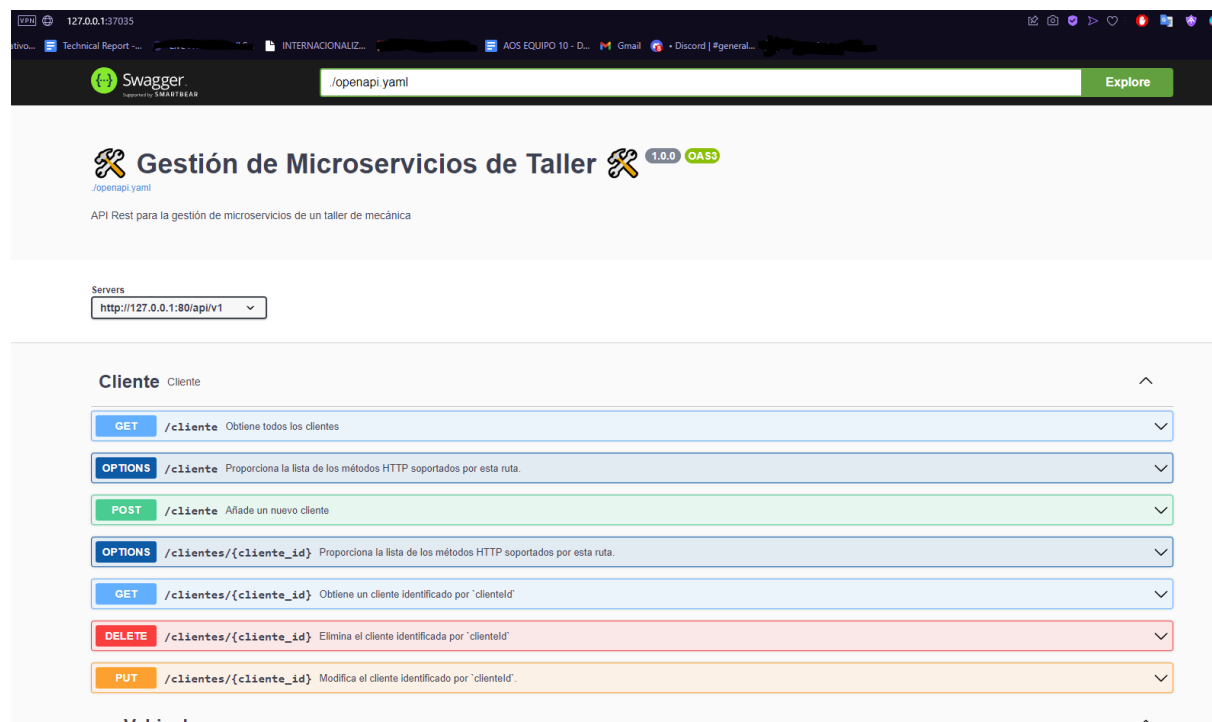 VPN 127.0.0.1:37035
ativo... Technical Report -... INTERNACIONALIZ... AOS EQUIPO 10 - D... Gmail • Discord | #general...
{··} Swagger. ./openapi.yaml Explore
Supported by SMARTBEAR
Gestión de Microservicios de Taller 1.0.0 OAS3
./openapi.yaml
API Rest para la gestión de microservicios de un taller de mecánica
Servers
http://127.0.0.1:80/api/v1
Cliente Cliente
GET /cliente Obtiene todos los clientes
OPTIONS /cliente Proporciona la lista de los métodos HTTP soportados por esta ruta.
POST /cliente Añade un nuevo cliente
OPTIONS /clientes/{cliente_id} Proporciona la lista de los métodos HTTP soportados por esta ruta.
GET /clientes/{cliente_id} Obtiene un cliente identificado por `clienteId`
DELETE /clientes/{cliente_id} Elimina el cliente identificada por `clienteId`
PUT /clientes/{cliente_id} Modifica el cliente identificado por `clienteId`.